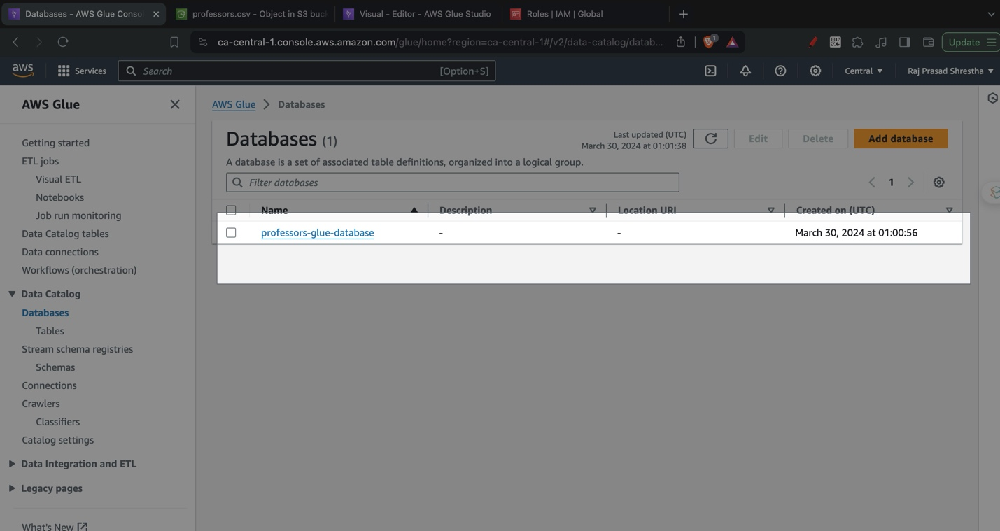 Databases - AWS Glue Conso
professors.csv - Object in S3 buc
Visual - Editor - AWS Glue Studio
Roles | IAM | Global
ca-central-1.console.aws.amazon.com/glue/home?region=ca-central-1#/v2/data-catalog/datab...
1
Update
aws
Services
Search
[Option+S]
Central
Raj Prasad Shrestha
AWS Glue
Getting started
ETL jobs
Visual ETL
Notebooks
Job run monitoring
Data Catalog tables
Data connections
Workflows (orchestration)
Data Catalog
Databases
Tables
Stream schema registries
Schemas
Connections
Crawlers
Classifiers
Catalog settings
Data Integration and ETL
Legacy pages
What's New
AWS Glue > Databases
Databases (1)
Last updated (UTC)
March 30, 2024 at 01:01:38
Edit
Delete
Add database
A database is a set of associated table definitions, organized into a logical group.
Filter databases
1
Name Description Location URI Created on (UTC)
professors-glue-database - - March 30, 2024 at 01:00:56